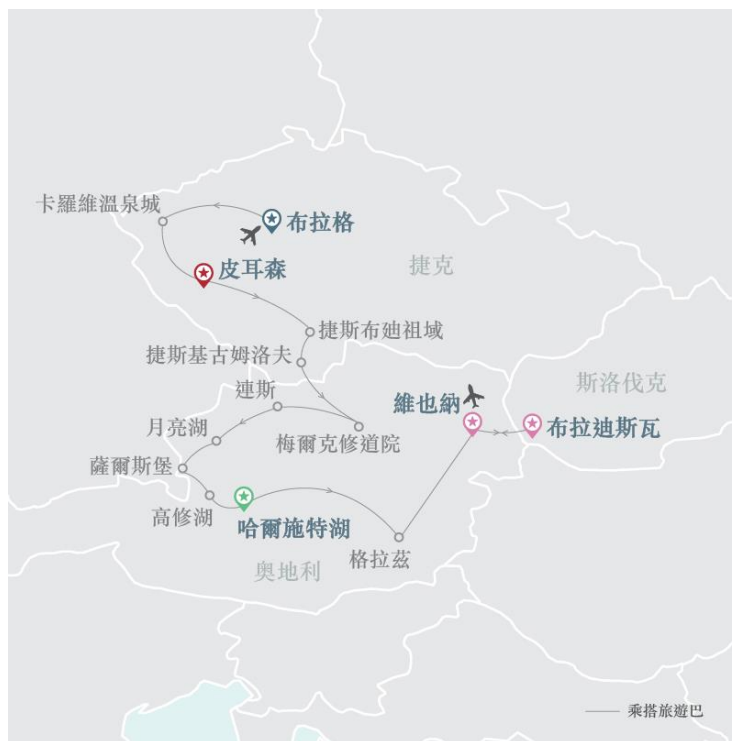 卡羅維溫泉城
布拉格
皮耳森
捷克
捷斯布廸祖域
捷斯基古姆洛夫
斯洛伐克
連斯
維也納
布拉迪斯瓦
月亮湖
梅爾克修道院
薩爾斯堡
高修湖
哈爾施特湖
格拉茲
奧地利
乘搭旅遊巴